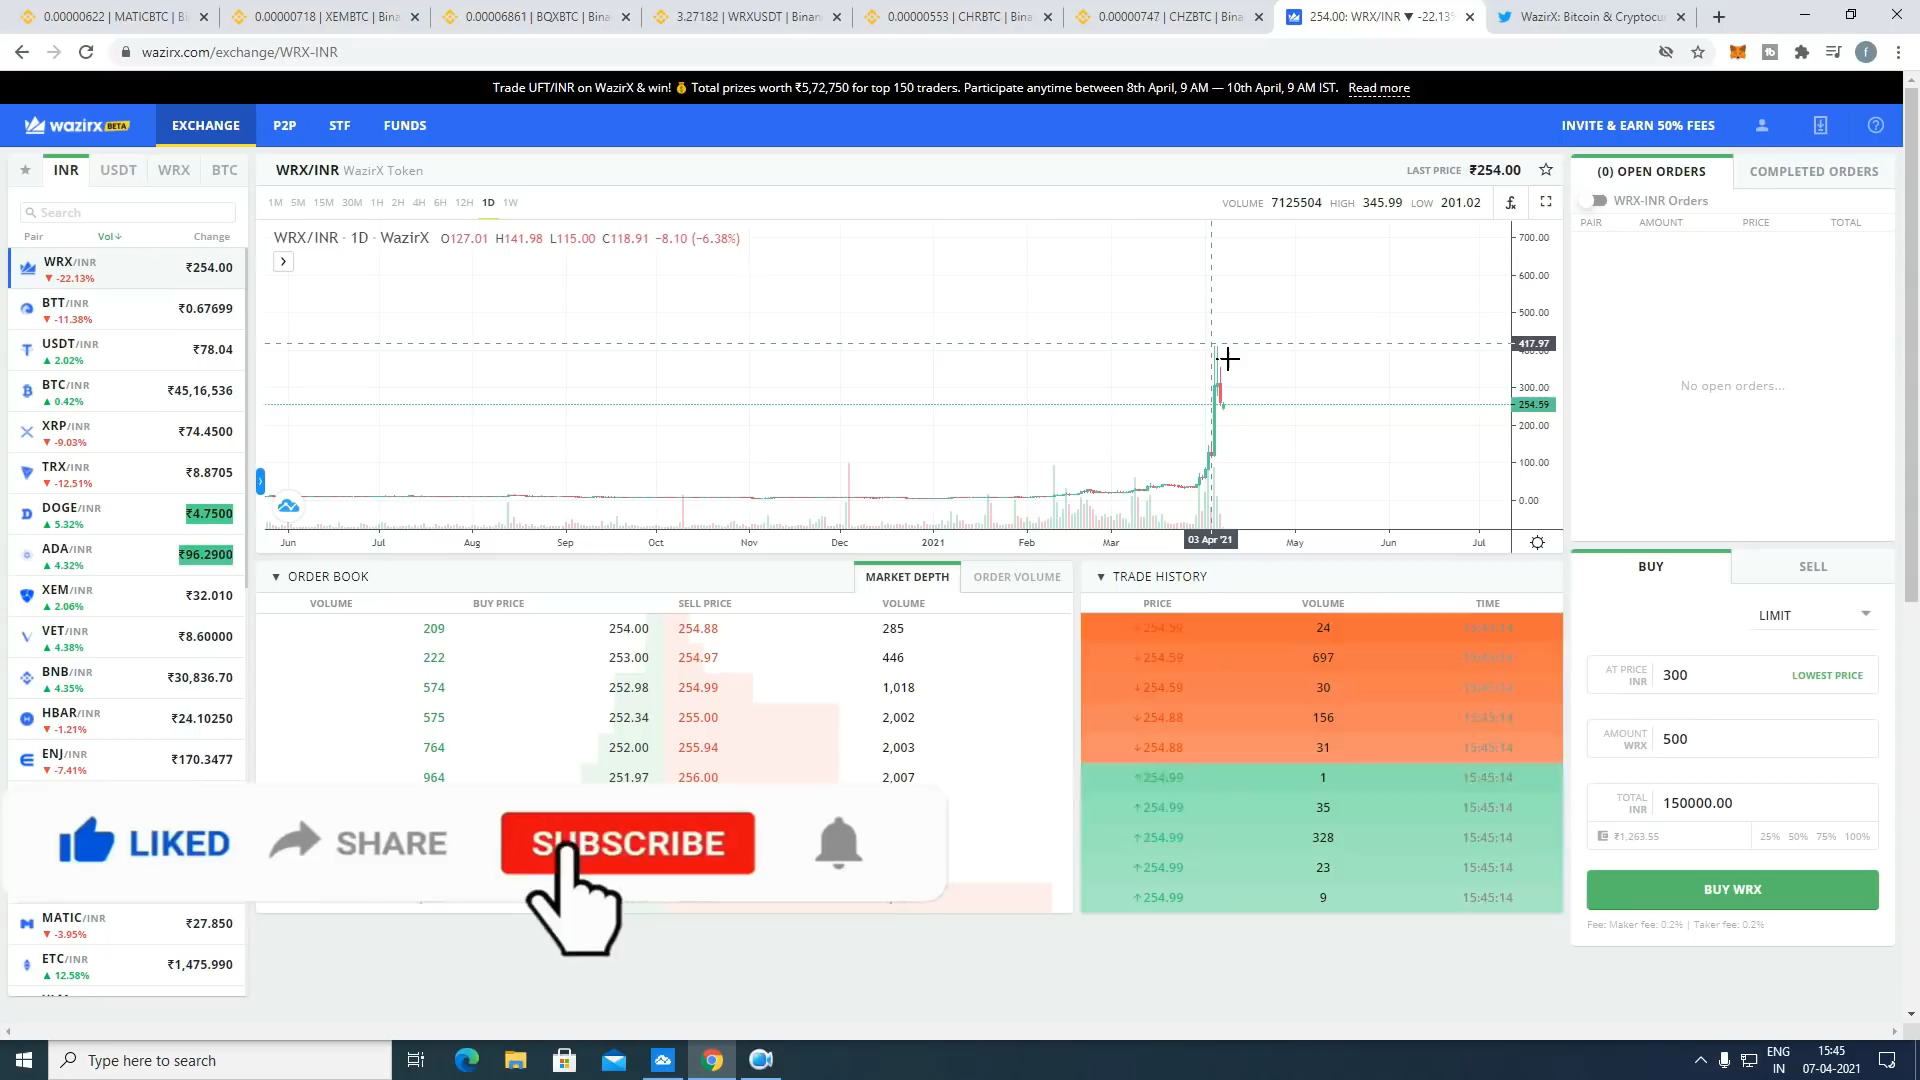 0.00000622 | MATICBTC | Bi
0.00000718 | XEMBTC | Bina
0.00006861 | BQXBTC | Bina
3.27182 | WRXUSDT | Binan
0.00000553 | CHRBTC | Bina
0.00000747 | CHZBTC | Bina
254.00: WRX/INR ▼ -22.13%
WazirX: Bitcoin & Cryptocu
wazirx.com/exchange/WRX-INR
Trade UFT/INR on WazirX & win! 💰 Total prizes worth ₹5,72,750 for top 150 traders. Participate anytime between 8th April, 9 AM — 10th April, 9 AM IST. Read more
wazirx BETA
EXCHANGE
P2P
STF
FUNDS
INVITE & EARN 50% FEES
INR
USDT
WRX
BTC
Search
Pair Vol↓ Change
WRX/INR ₹254.00
▼ -22.13%
BTT/INR ₹0.67699
▼ -11.38%
USDT/INR ₹78.04
▲ 2.02%
BTC/INR ₹45,16,536
▲ 0.42%
XRP/INR ₹74.4500
▼ -9.03%
TRX/INR ₹8.8705
▼ -12.51%
DOGE/INR ₹4.7500
▲ 5.32%
ADA/INR ₹96.2900
▲ 4.32%
XEM/INR ₹32.010
▲ 2.06%
VET/INR ₹8.60000
▲ 4.38%
BNB/INR ₹30,836.70
▲ 4.35%
HBAR/INR ₹24.10250
▼ -1.21%
ENJ/INR ₹170.3477
▼ -7.41%
MATIC/INR ₹27.850
▼ -3.95%
ETC/INR ₹1,475.990
▲ 12.58%
WRX/INR WazirX Token
LAST PRICE ₹254.00
1M 5M 15M 30M 1H 2H 4H 6H 12H 1D 1W
VOLUME 7125504 HIGH 345.99 LOW 201.02
WRX/INR · 1D · WazirX O127.01 H141.98 L115.00 C118.91 −8.10 (−6.38%)
700.00
600.00
500.00
417.97
300.00
254.59
200.00
100.00
0.00
Jun Jul Aug Sep Oct Nov Dec 2021 Feb Mar 03 Apr '21 May Jun Jul
▼ ORDER BOOK
MARKET DEPTH
ORDER VOLUME
VOLUME BUY PRICE SELL PRICE VOLUME
209 254.00 254.88 285
222 253.00 254.97 446
574 252.98 254.99 1,018
575 252.34 255.00 2,002
764 252.00 255.94 2,003
964 251.97 256.00 2,007
▼ TRADE HISTORY
PRICE VOLUME TIME
↓254.59 24 15:45:14
↓254.59 697 15:45:14
↓254.59 30 15:45:14
↓254.88 156 15:45:14
↓254.88 31 15:45:14
↑254.99 1 15:45:14
↑254.99 35 15:45:14
↑254.99 328 15:45:14
↑254.99 23 15:45:14
↑254.99 9 15:45:14
(0) OPEN ORDERS
COMPLETED ORDERS
WRX-INR Orders
PAIR AMOUNT PRICE TOTAL
No open orders...
BUY
SELL
LIMIT
AT PRICE INR 300 LOWEST PRICE
AMOUNT WRX 500
TOTAL INR 150000.00
₹1,263.55 25% 50% 75% 100%
BUY WRX
Fee: Maker fee: 0.2% | Taker fee: 0.2%
LIKED
SHARE
SUBSCRIBE
Type here to search
ENG
IN
15:45
07-04-2021